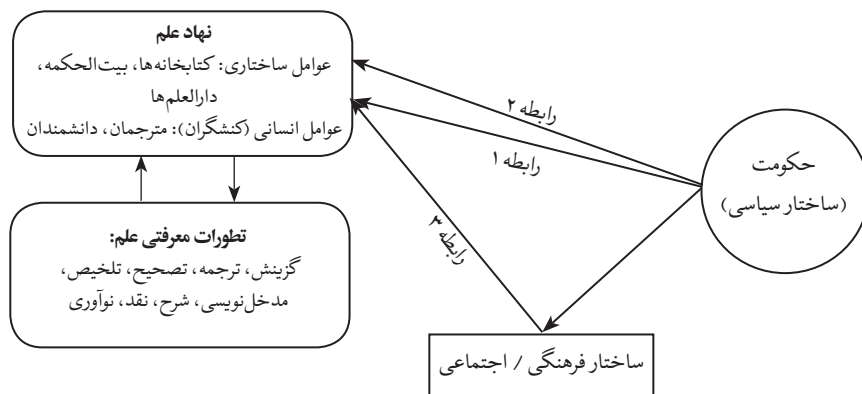 نهاد علم
عوامل ساختاری: کتابخانه‌ها، بیت‌الحکمه،
دارالعلم‌ها
عوامل انسانی (کنشگران): مترجمان، دانشمندان
رابطه ۲
رابطه ۱
رابطه ۳
حکومت
(ساختار سیاسی)
تطورات معرفتی علم:
گزینش، ترجمه، تصحیح، تلخیص،
مدخل‌نویسی، شرح، نقد، نوآوری
ساختار فرهنگی / اجتماعی